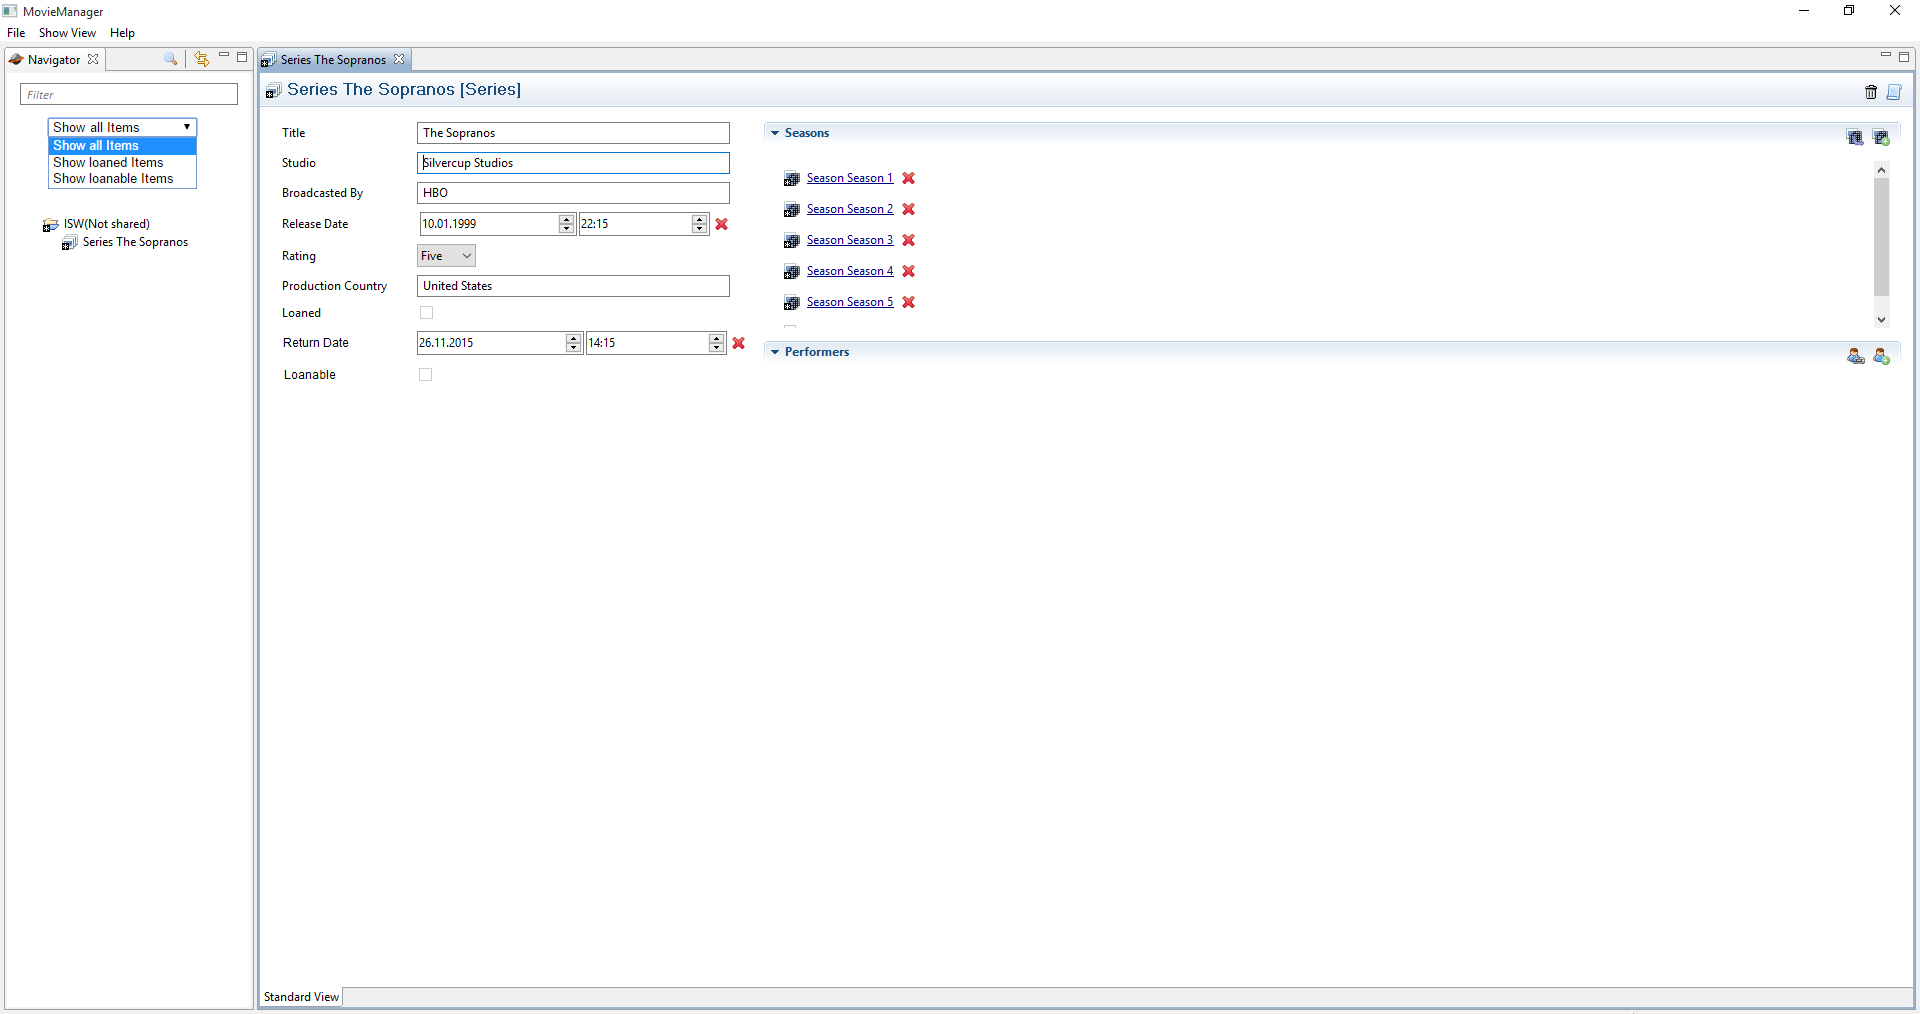 MovieManager
File Show View Help
Navigator
Filter
Show all Items
Show all Items
Show loaned Items
Show loanable Items
ISW(Not shared)
Series The Sopranos
Series The Sopranos
Series The Sopranos [Series]
Title The Sopranos
Studio Silvercup Studios
Broadcasted By HBO
Release Date 10.01.1999 22:15
Rating Five
Production Country United States
Loaned
Return Date 26.11.2015 14:15
Loanable
Seasons
Season Season 1
Season Season 2
Season Season 3
Season Season 4
Season Season 5
Performers
Standard View